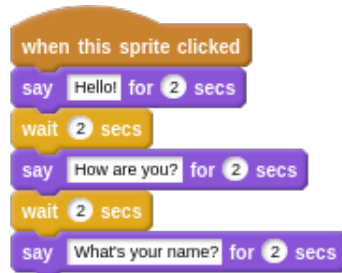 when this sprite clicked
say Hello! for 2 secs
wait 2 secs
say How are you? for 2 secs
wait 2 secs
say What's your name? for 2 secs